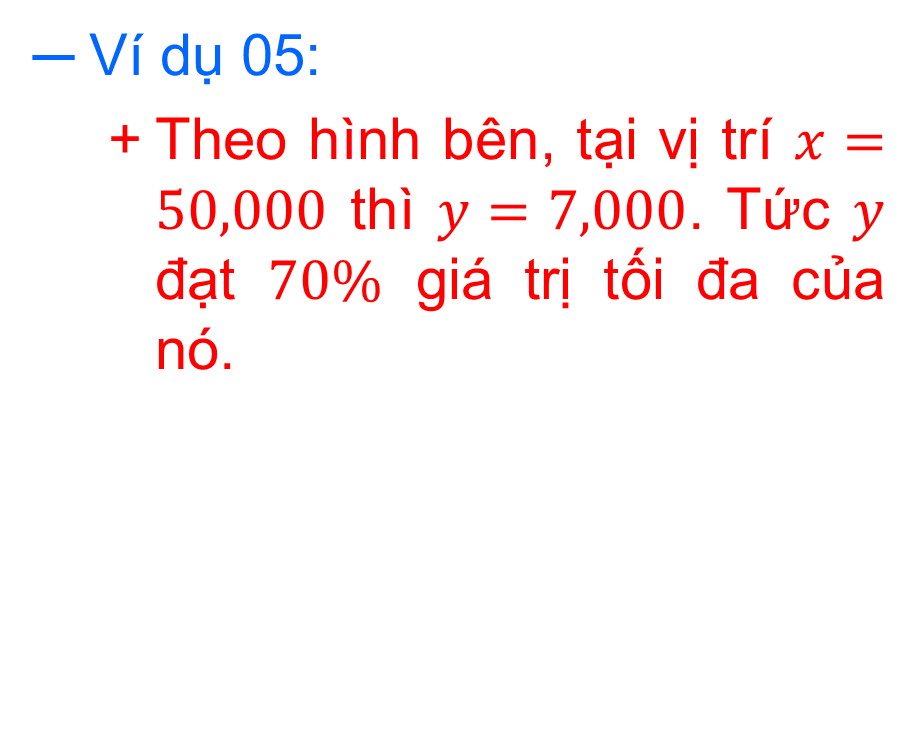 ─ Ví dụ 05:
+ Theo hình bên, tại vị trí 𝑥 =
50,000 thì 𝑦 = 7,000. Tức 𝑦
đạt 70% giá trị tối đa của
nó.